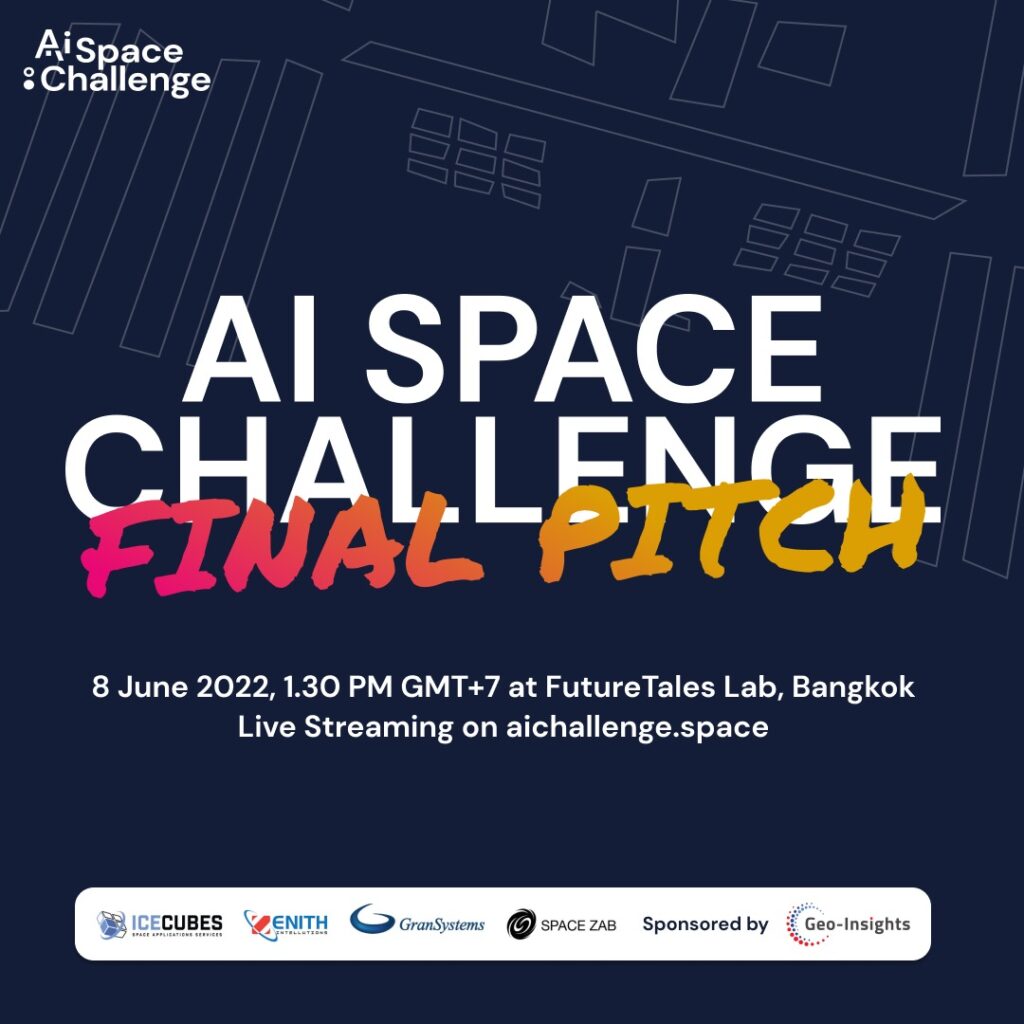 Ai Space
Challenge
AI SPACE
CHALLENGE
FINAL PITCH
8 June 2022, 1.30 PM GMT+7 at FutureTales Lab, Bangkok
Live Streaming on aichallenge.space
ICECUBES
SPACE APPLICATIONS SERVICES
ZENITH
INTELLUTIONS
GranSystems
SPACE ZAB
Sponsored by
Geo-Insights